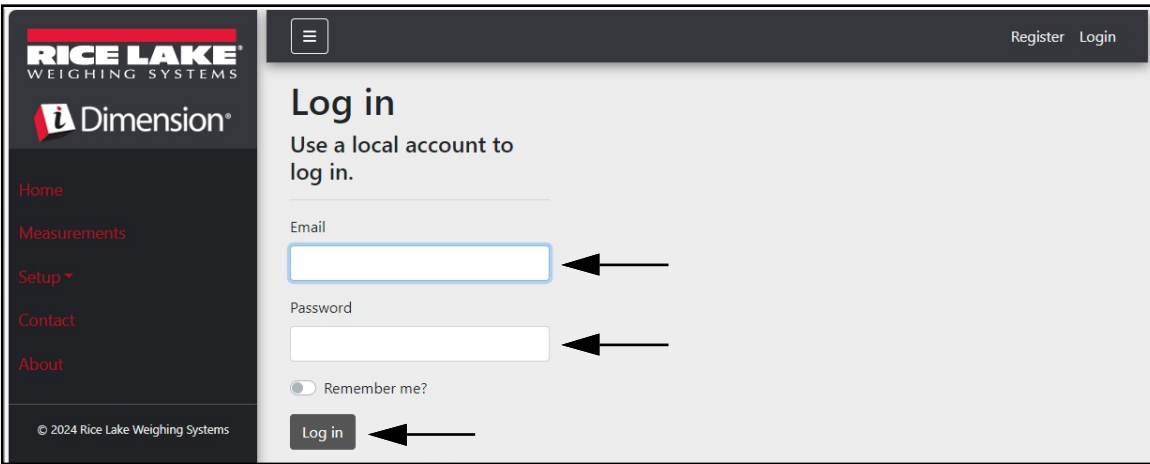 RICE LAKE®
WEIGHING SYSTEMS
i Dimension®
Home
Measurements
Setup
Contact
About
© 2024 Rice Lake Weighing Systems
Register Login
Log in
Use a local account to
log in.
Email
Password
Remember me?
Log in